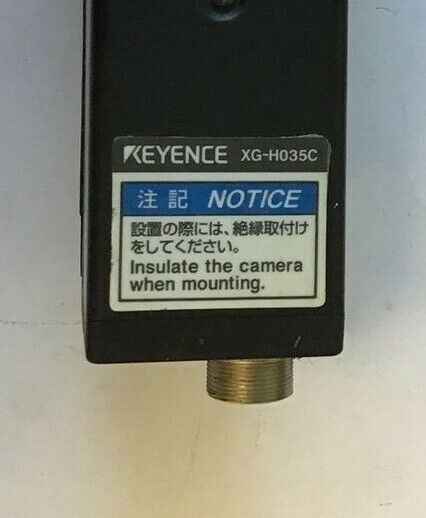 KEYENCE XG-H035C
注記 NOTICE
設置の際には、絶縁取付け
をしてください。
Insulate the camera
when mounting.